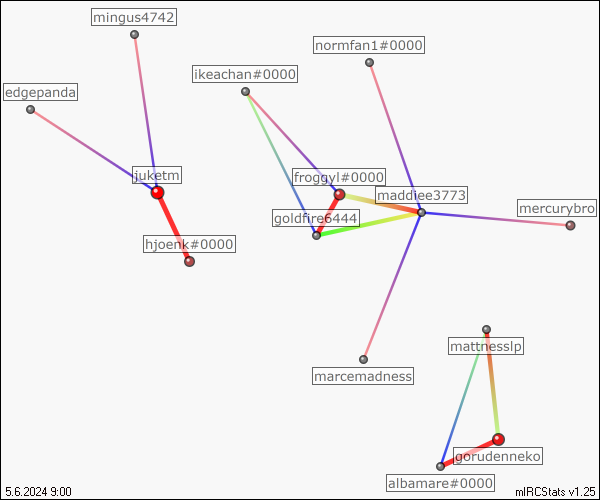 mingus4742
normfan1#0000
ikeachan#0000
edgepanda
juketm
froggyl#0000
maddiee3773
goldfire6444
mercurybro
hjoenk#0000
mattnesslp
marcemadness
gorudenneko
albamare#0000
5.6.2024 9:00
mIRCStats v1.25